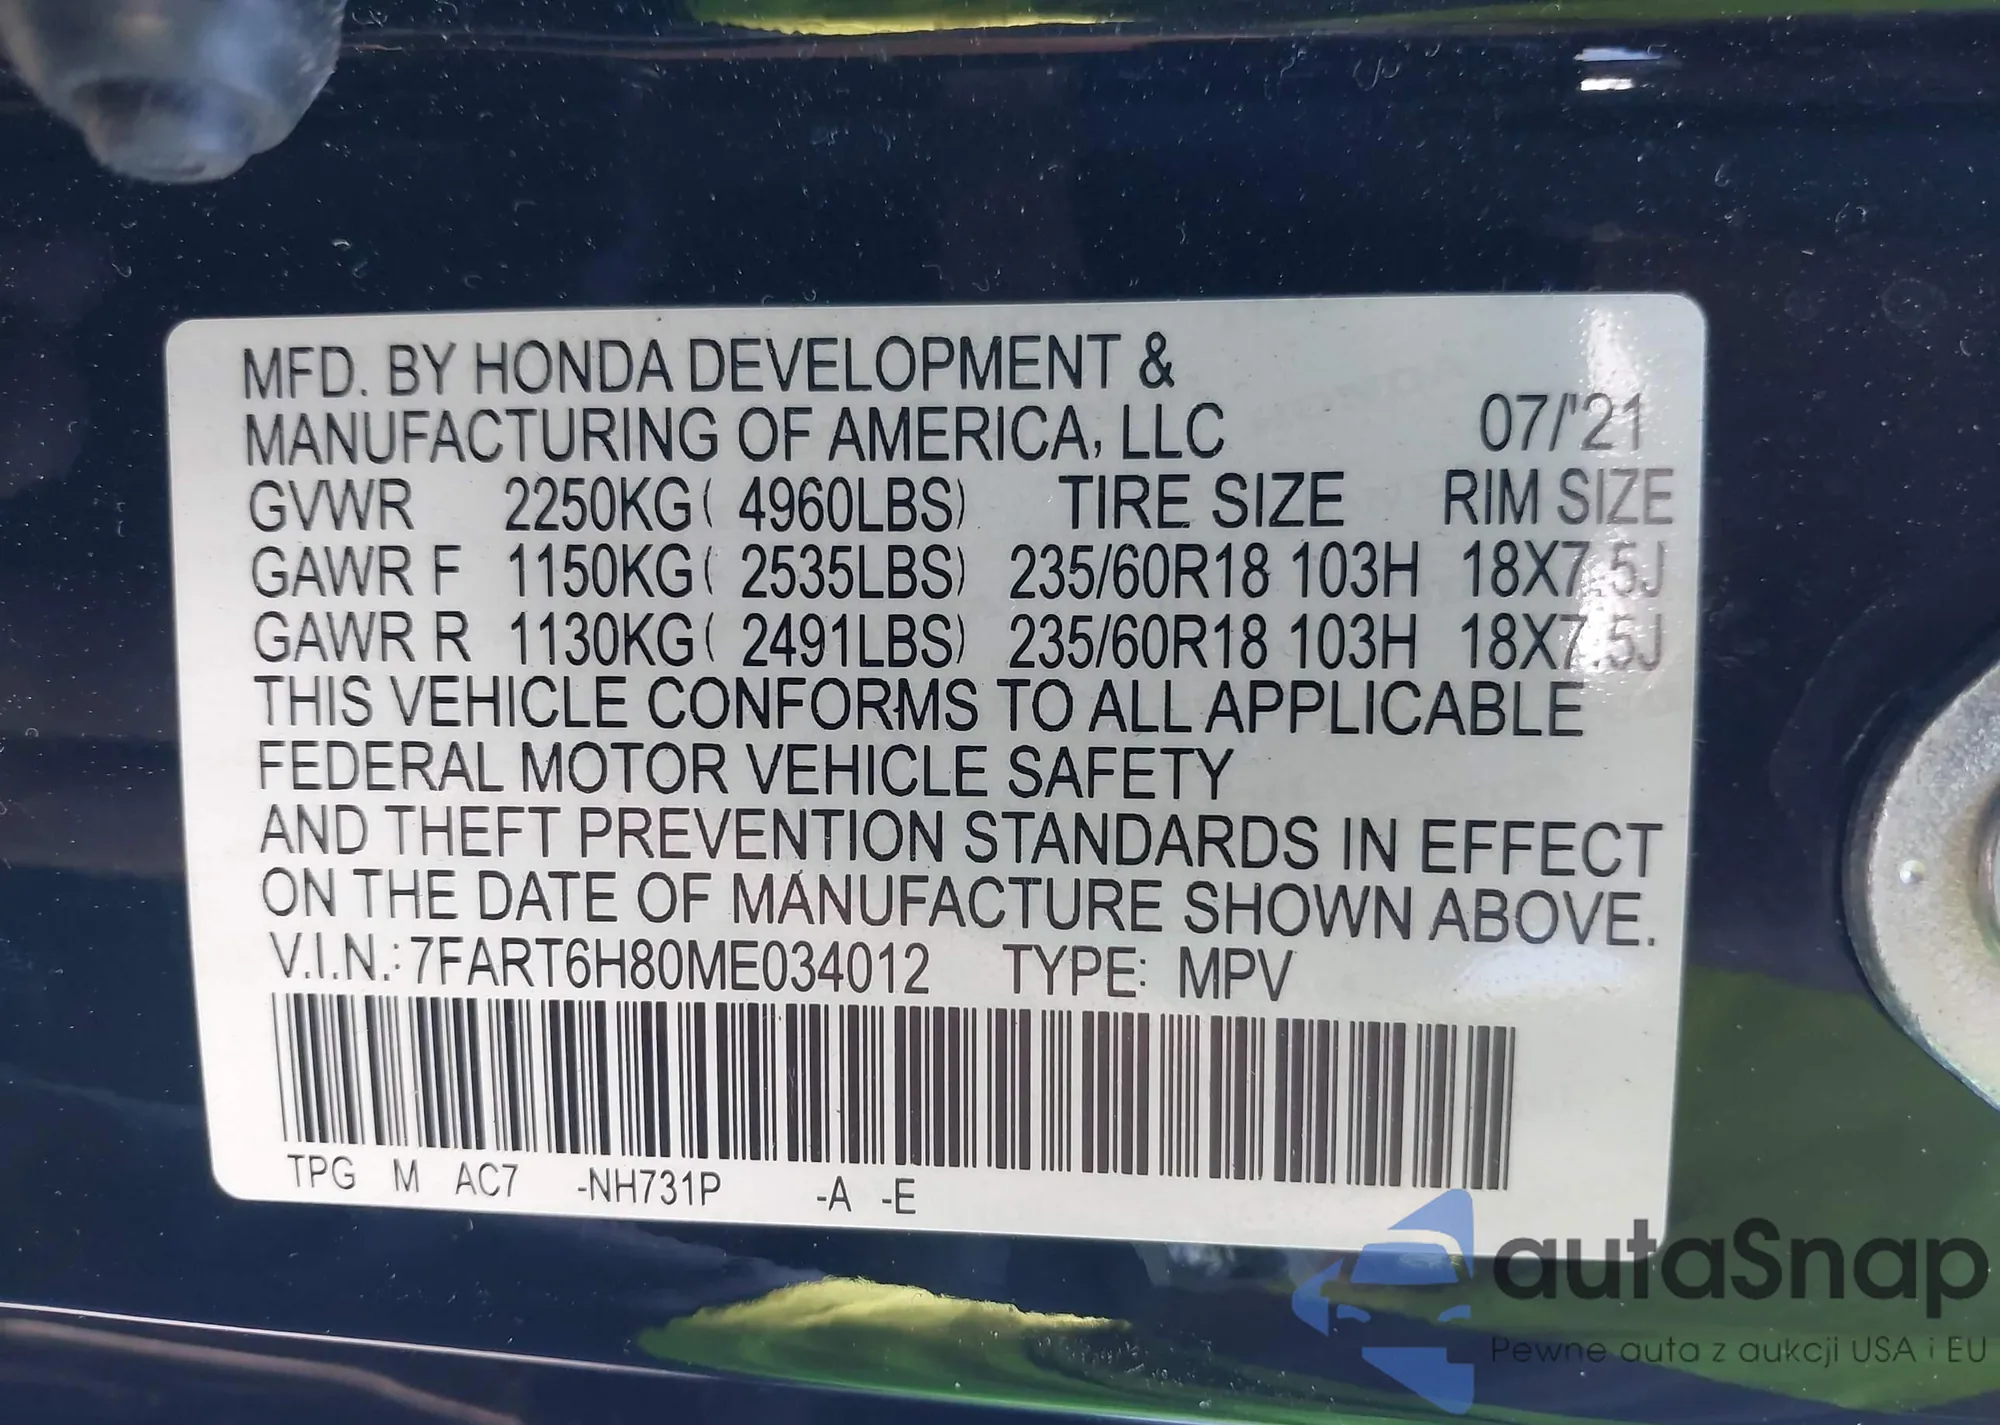 MFD. BY HONDA DEVELOPMENT &
MANUFACTURING OF AMERICA, LLC 07/'21
GVWR 2250KG( 4960LBS) TIRE SIZE RIM SIZE
GAWR F 1150KG( 2535LBS) 235/60R18 103H 18X7.5J
GAWR R 1130KG( 2491LBS) 235/60R18 103H 18X7.5J
THIS VEHICLE CONFORMS TO ALL APPLICABLE
FEDERAL MOTOR VEHICLE SAFETY
AND THEFT PREVENTION STANDARDS IN EFFECT
ON THE DATE OF MANUFACTURE SHOWN ABOVE.
V.I.N.: 7FART6H80ME034012 TYPE: MPV
TPG M AC7 -NH731P -A -E
autaSnap
Pewne auta z aukcji USA i EU